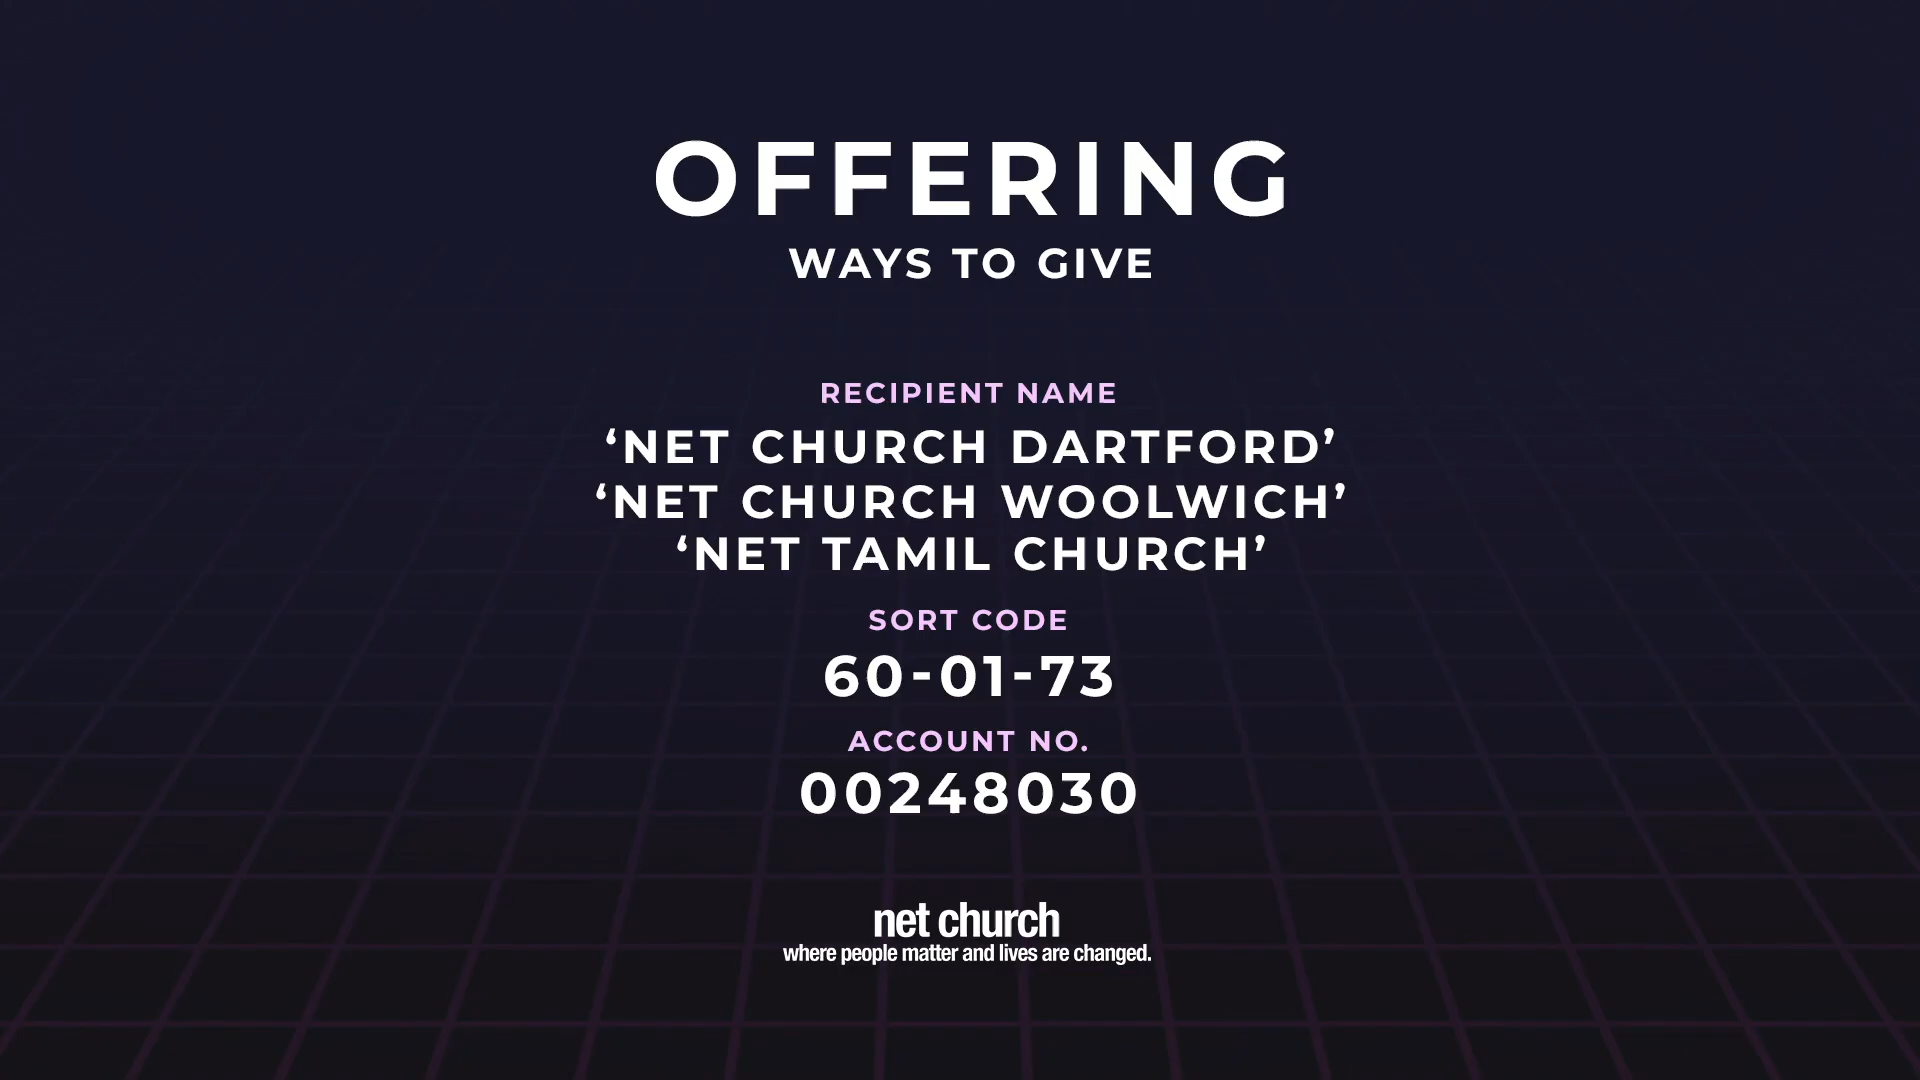 OFFERING
WAYS TO GIVE
RECIPIENT NAME
‘NET CHURCH DARTFORD’
‘NET CHURCH WOOLWICH’
‘NET TAMIL CHURCH’
SORT CODE
60-01-73
ACCOUNT NO.
00248030
net church
where people matter and lives are changed.